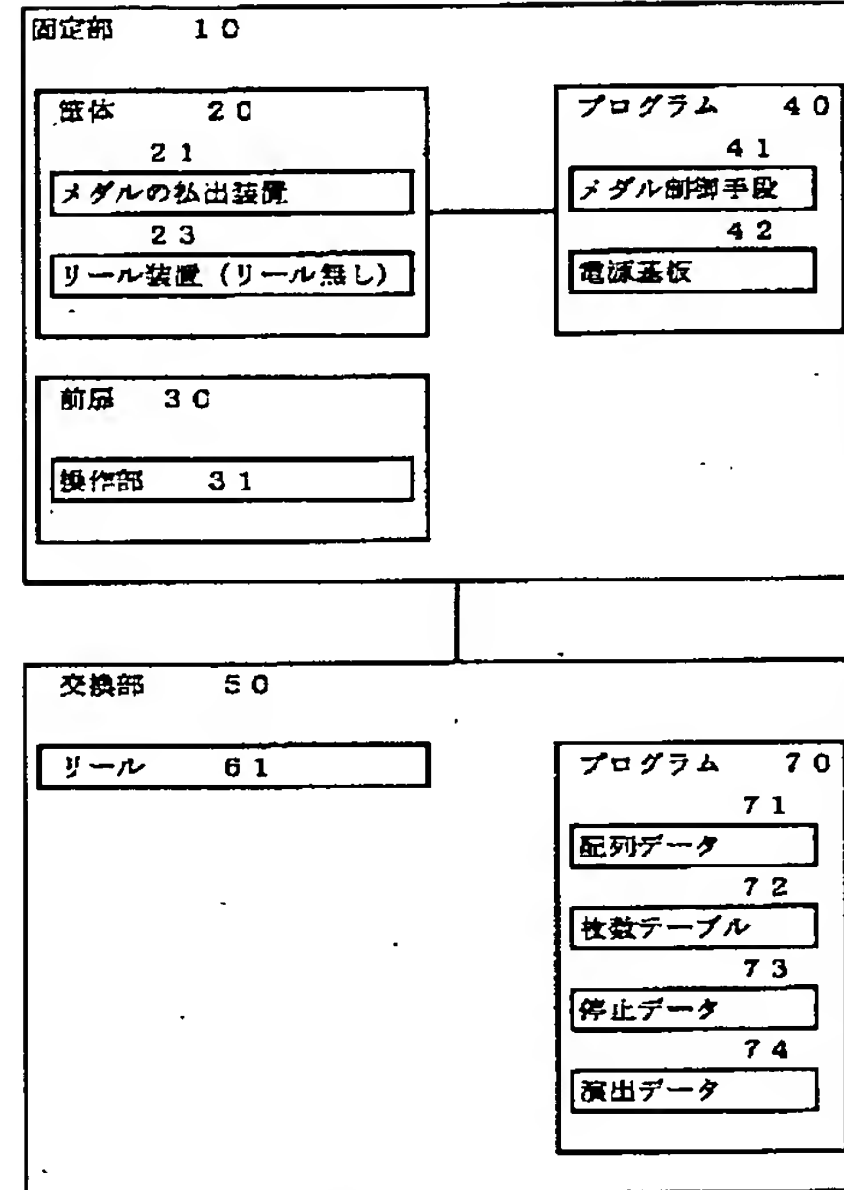 固定部 10
筐体 20
21
メダルの払出装置
23
リール装置（リール無し）
プログラム 40
41
メダル制御手段
42
電源基板
前扉 30
操作部 31
交換部 50
リール 61
プログラム 70
71
配列データ
72
枚数テーブル
73
停止データ
74
演出データ